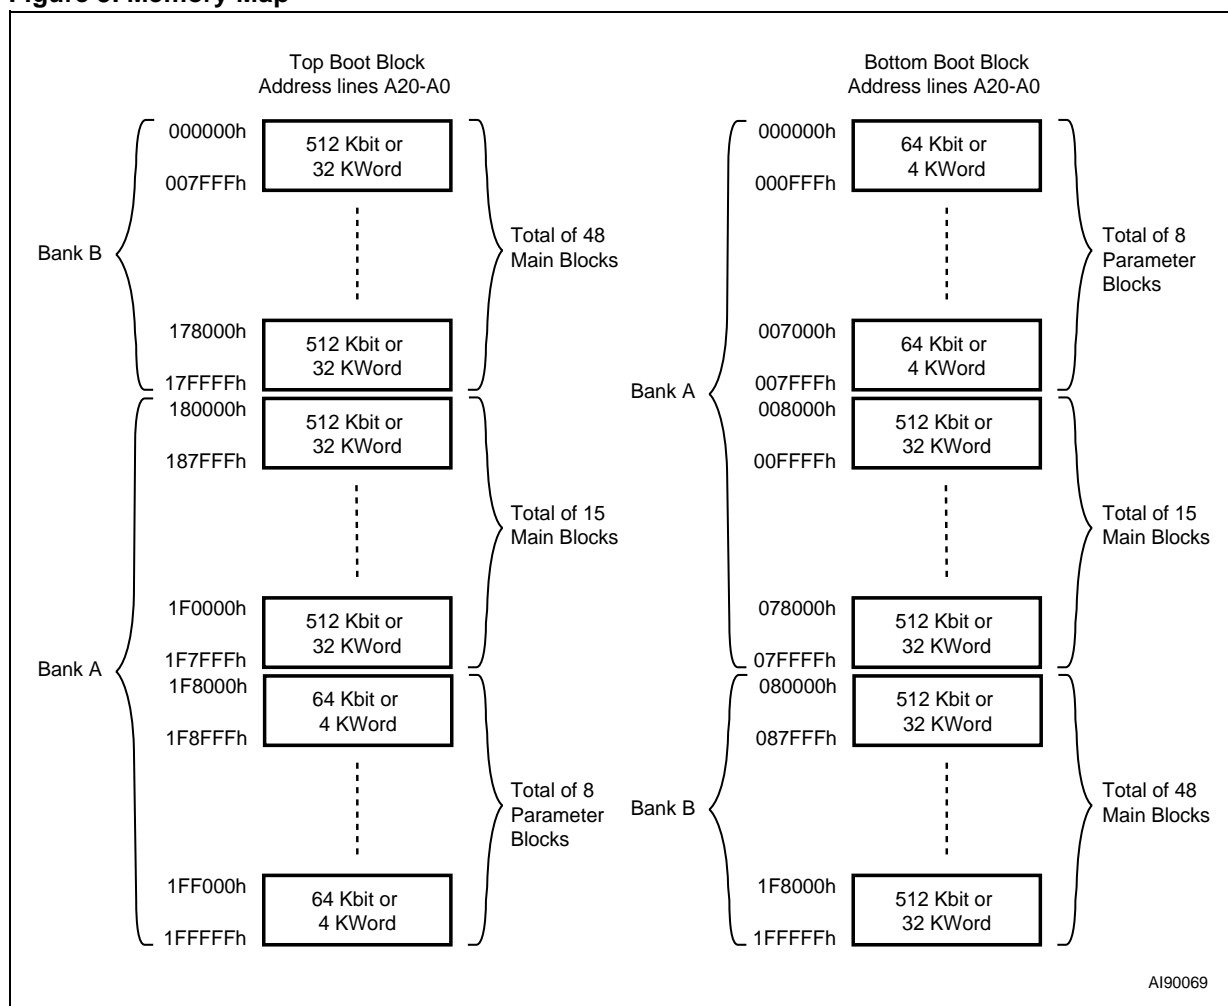 Figure 3. Memory Map
Top Boot Block
Address lines A20-A0
000000h
512 Kbit or
32 KWord
007FFFh
Bank B
Total of 48
Main Blocks
178000h
512 Kbit or
32 KWord
17FFFFh
180000h
512 Kbit or
32 KWord
187FFFh
Total of 15
Main Blocks
1F0000h
512 Kbit or
32 KWord
1F7FFFh
Bank A
1F8000h
64 Kbit or
4 KWord
1F8FFFh
Total of 8
Parameter
Blocks
1FF000h
64 Kbit or
4 KWord
1FFFFFh
Bottom Boot Block
Address lines A20-A0
000000h
64 Kbit or
4 KWord
000FFFh
Total of 8
Parameter
Blocks
007000h
64 Kbit or
4 KWord
007FFFh
Bank A
008000h
512 Kbit or
32 KWord
00FFFFh
Total of 15
Main Blocks
078000h
512 Kbit or
32 KWord
07FFFFh
080000h
512 Kbit or
32 KWord
087FFFh
Bank B
Total of 48
Main Blocks
1F8000h
512 Kbit or
32 KWord
1FFFFFh
AI90069